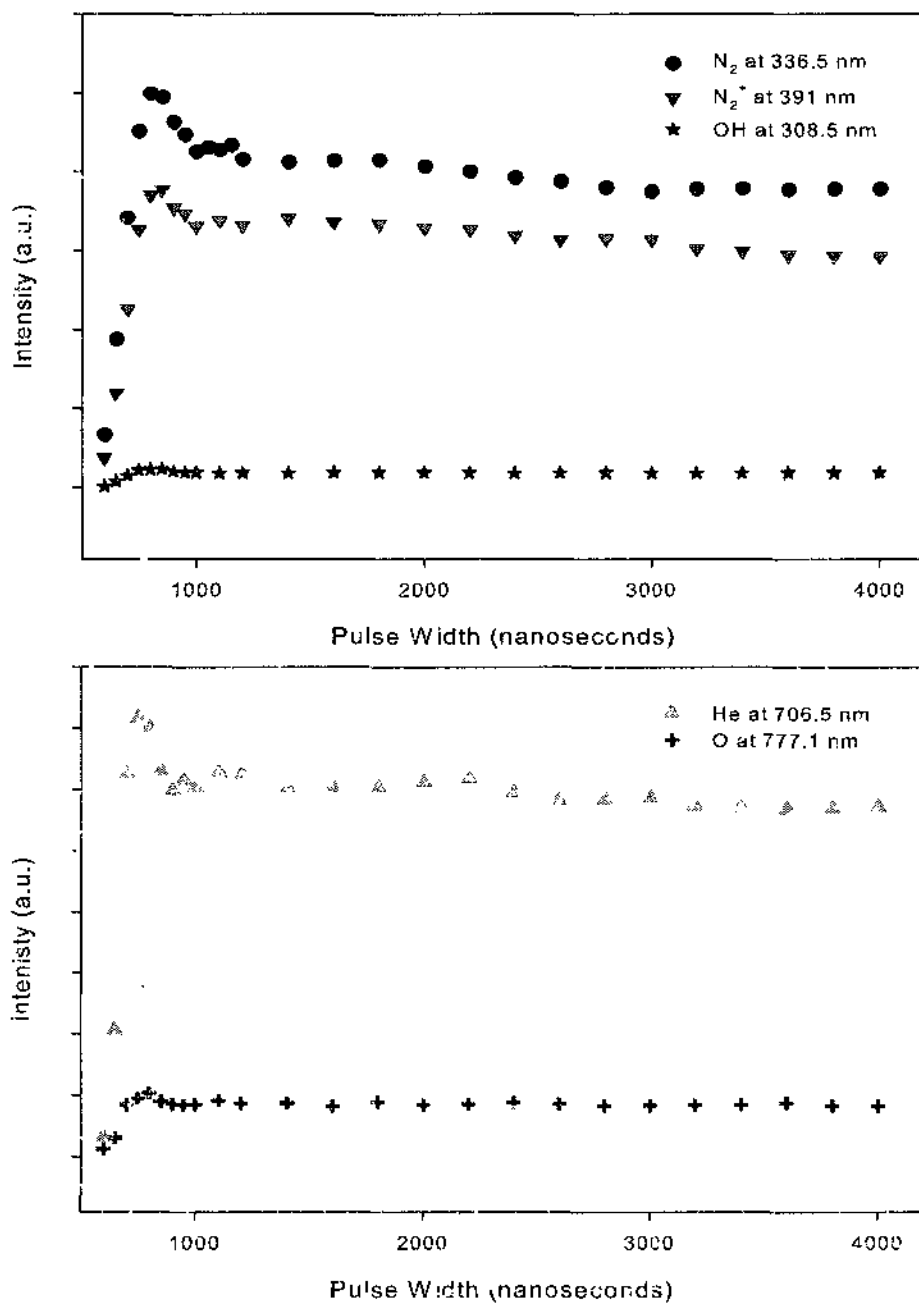 N₂ at 336.5 nm
N₂⁺ at 391 nm
OH at 308.5 nm
Intensity (a.u.)
1000 2000 3000 4000
Pulse Width (nanoseconds)
He at 706.5 nm
O at 777.1 nm
intenisty (a.u.)
1000 2000 3000 4000
Pulse Width (nanoseconds)